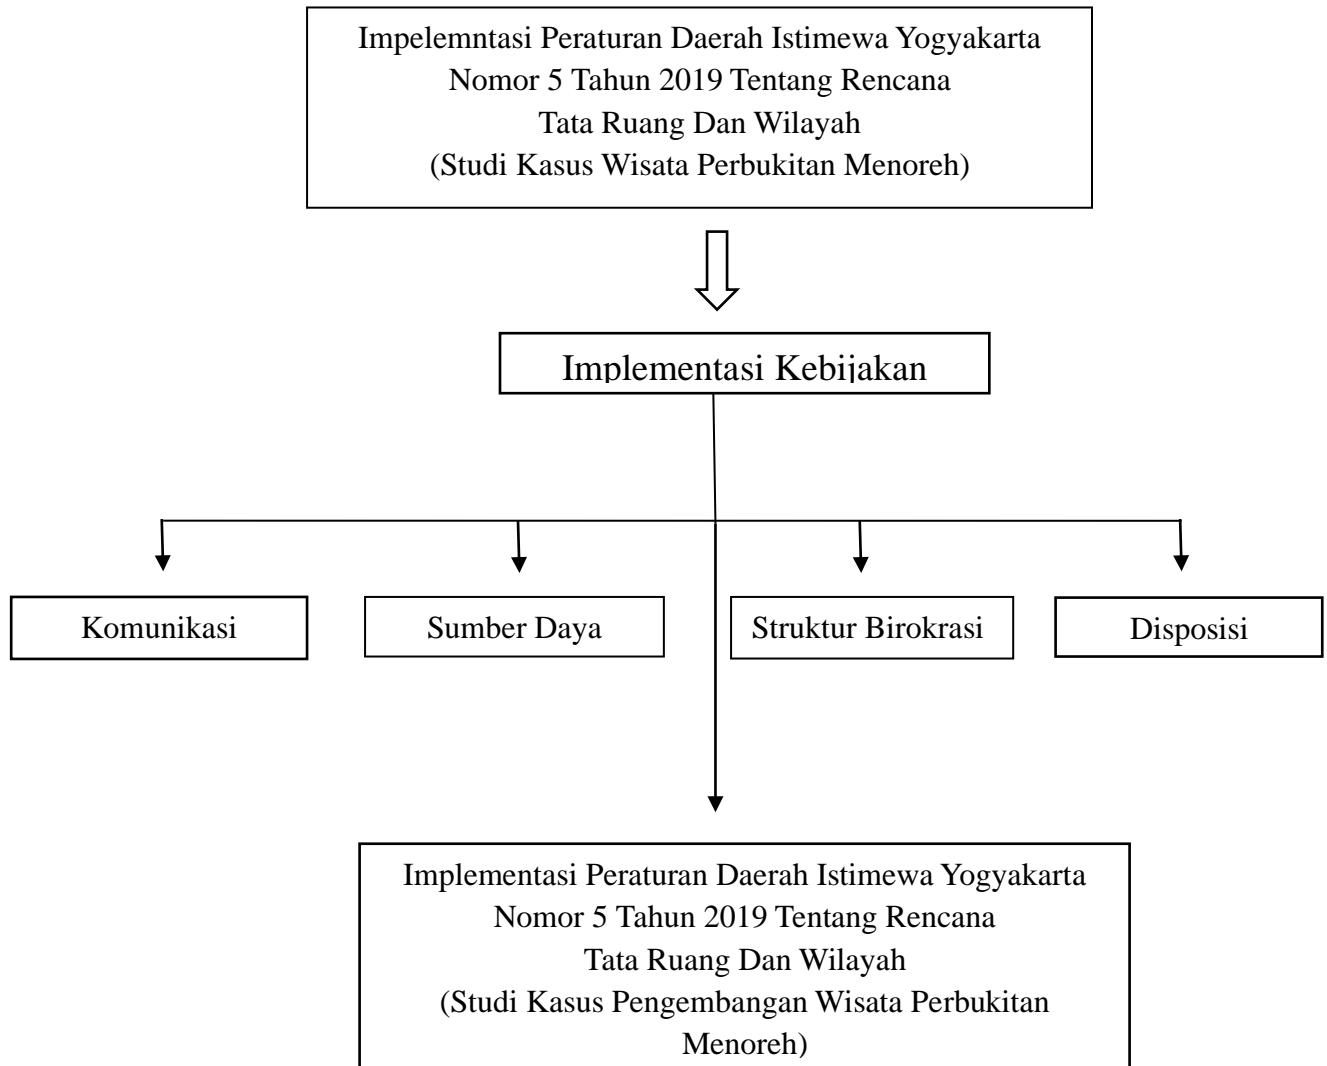 Impelemntasi Peraturan Daerah Istimewa Yogyakarta
Nomor 5 Tahun 2019 Tentang Rencana
Tata Ruang Dan Wilayah
(Studi Kasus Wisata Perbukitan Menoreh)
Implementasi Kebijakan
Komunikasi
Sumber Daya
Struktur Birokrasi
Disposisi
Implementasi Peraturan Daerah Istimewa Yogyakarta
Nomor 5 Tahun 2019 Tentang Rencana
Tata Ruang Dan Wilayah
(Studi Kasus Pengembangan Wisata Perbukitan
Menoreh)